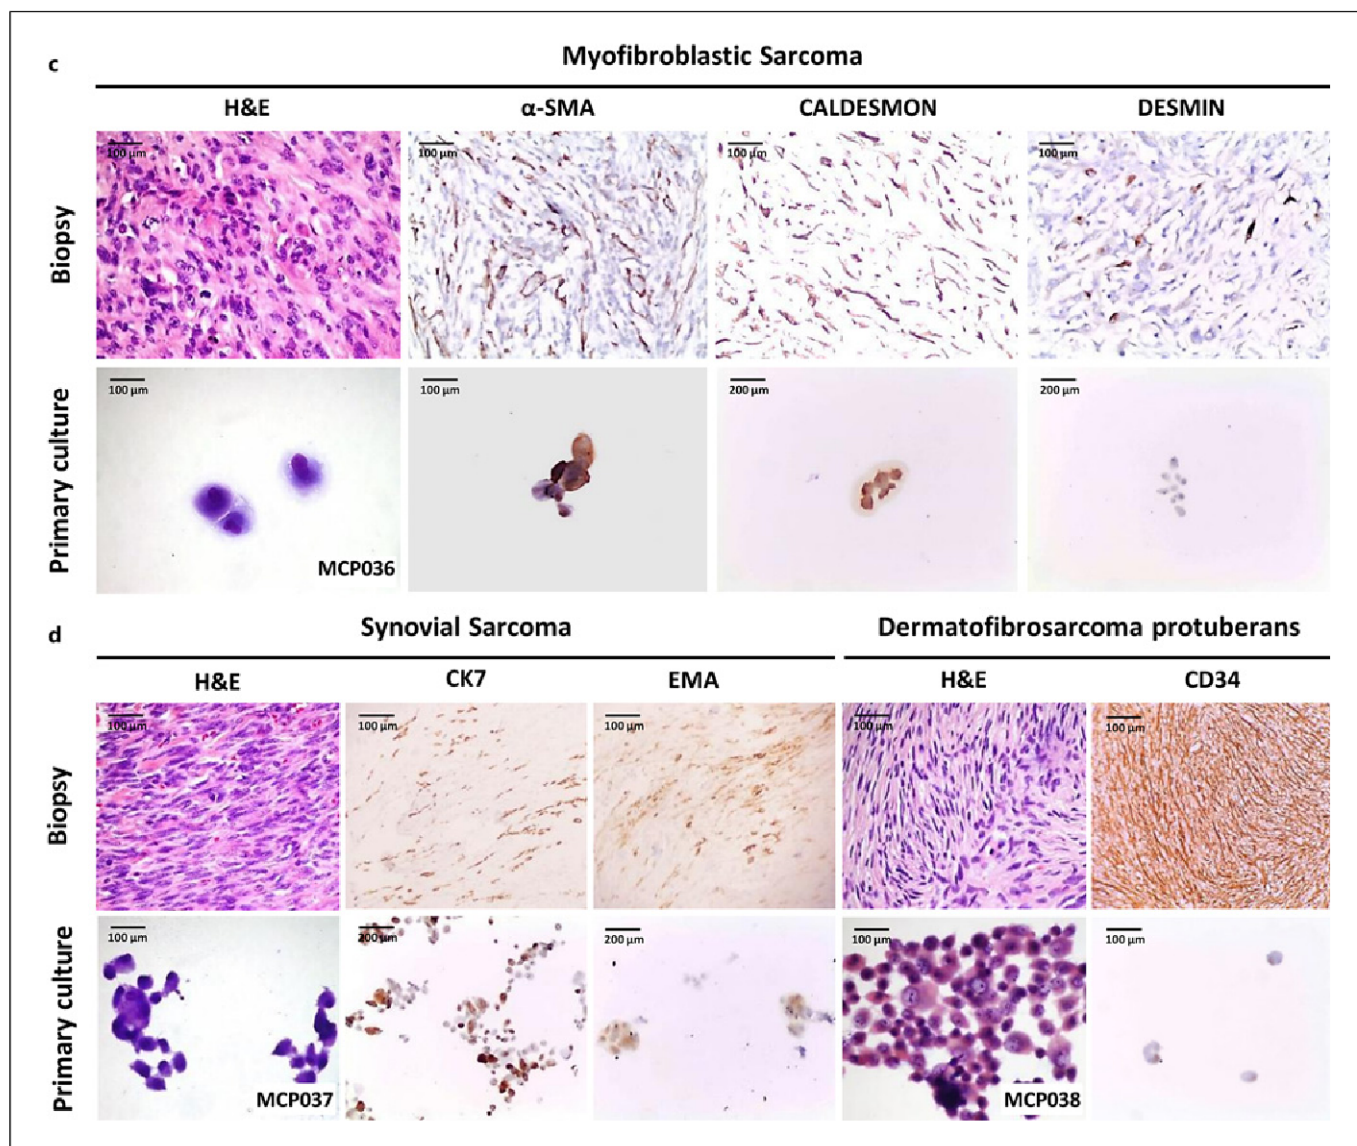 c
Myofibroblastic Sarcoma
H&E α-SMA CALDESMON DESMIN
Biopsy
100 µm 100 µm 100 µm 100 µm
Primary culture
100 µm 100 µm 200 µm 200 µm
MCP036
d
Synovial Sarcoma Dermatofibrosarcoma protuberans
H&E CK7 EMA H&E CD34
Biopsy
100 µm 100 µm 100 µm 100 µm 100 µm
Primary culture
100 µm 200 µm 200 µm 100 µm 100 µm
MCP037 MCP038